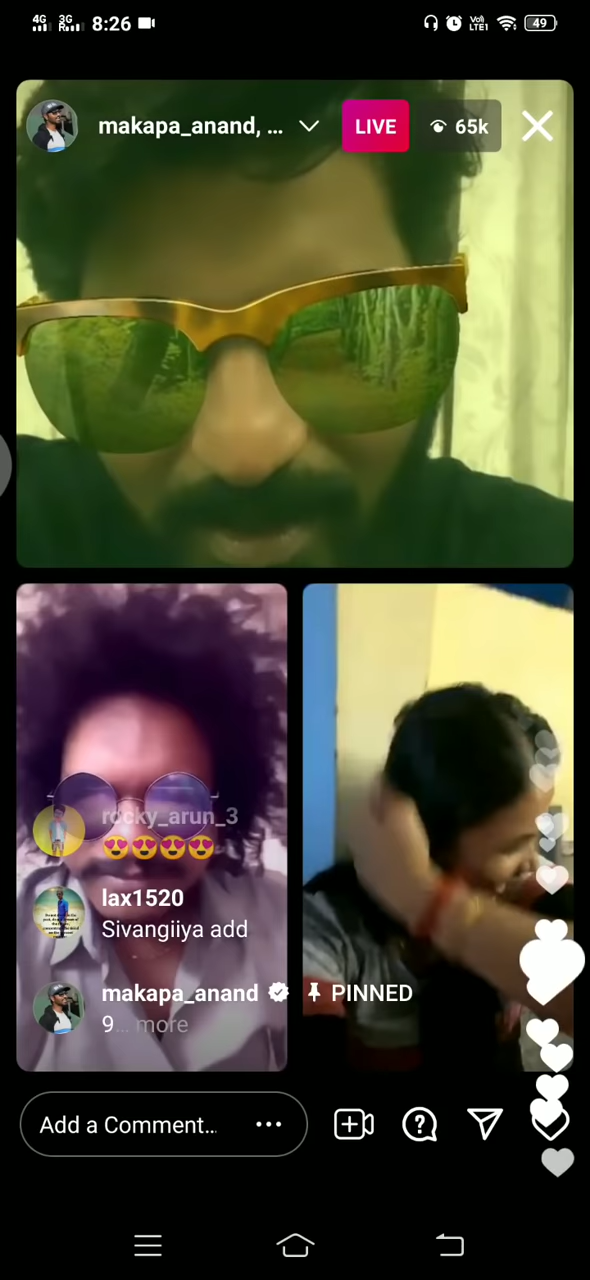 4G 3G R 8:26 Vo)) LTE1 49
makapa_anand, ... LIVE 65k
rocky_arun_3
😍😍😍😍
lax1520
Sivangiiya add
makapa_anand PINNED
9... more
Add a Comment...